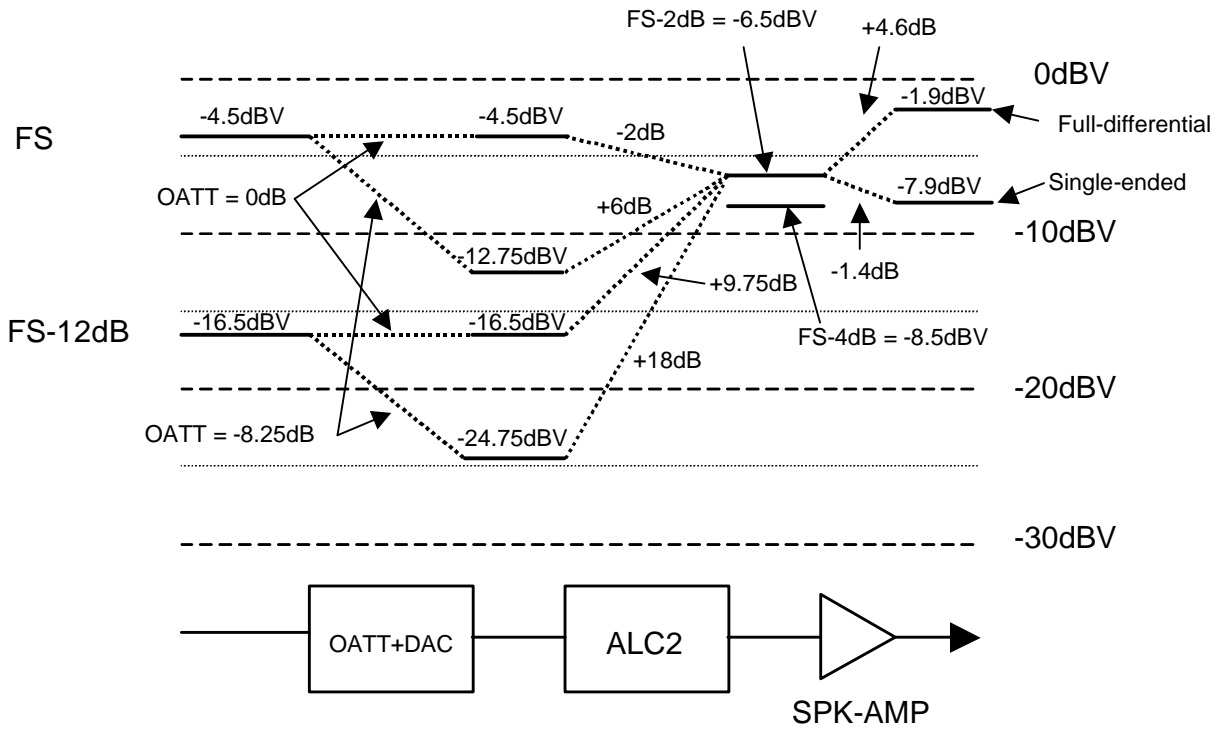 FS-2dB = -6.5dBV
+4.6dB
0dBV
-1.9dBV
-4.5dBV
-4.5dBV
Full-differential
-2dB
FS
OATT = 0dB
-7.9dBV
Single-ended
+6dB
-10dBV
-12.75dBV
-1.4dB
+9.75dB
-16.5dBV
-16.5dBV
FS-12dB
FS-4dB = -8.5dBV
+18dB
-20dBV
OATT = -8.25dB
-24.75dBV
-30dBV
OATT+DAC
ALC2
SPK-AMP